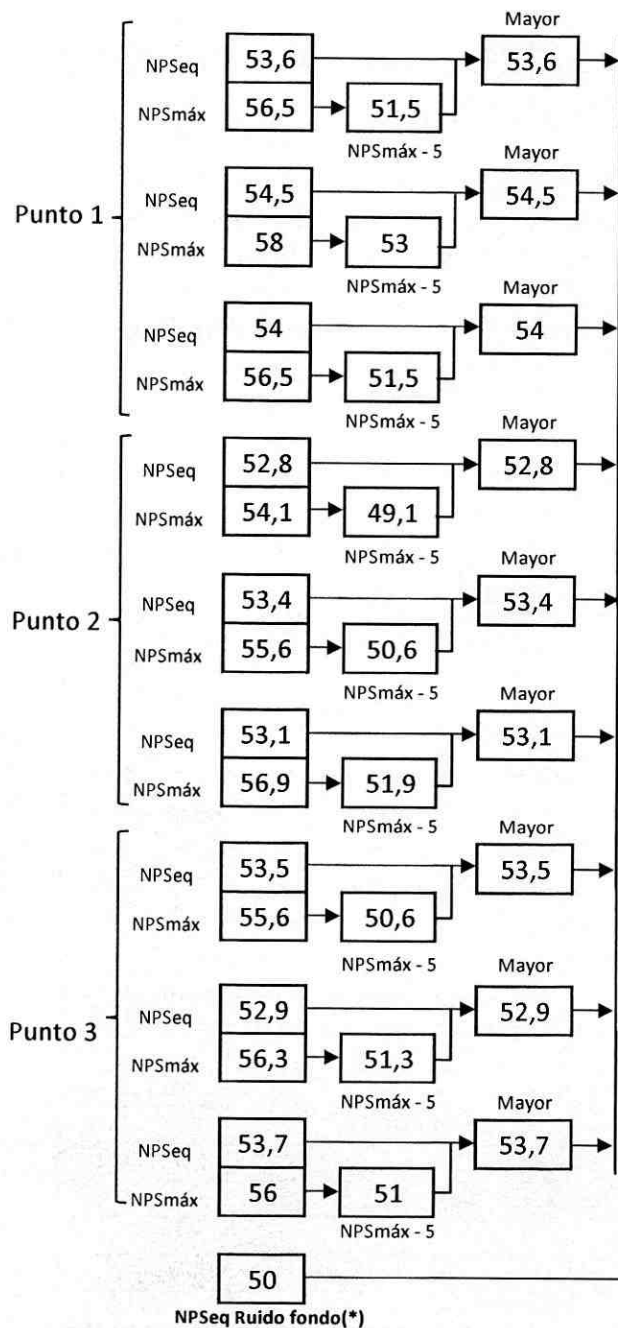 Mayor
NPSeq 53,6 53,6
NPSmáx 56,5 51,5
NPSmáx - 5
Mayor
NPSeq 54,5 54,5
Punto 1
NPSmáx 58 53
NPSmáx - 5
Mayor
NPSeq 54 54
NPSmáx 56,5 51,5
NPSmáx - 5
Mayor
NPSeq 52,8 52,8
NPSmáx 54,1 49,1
NPSmáx - 5
Mayor
NPSeq 53,4 53,4
Punto 2
NPSmáx 55,6 50,6
NPSmáx - 5
Mayor
NPSeq 53,1 53,1
NPSmáx 56,9 51,9
NPSmáx - 5
Mayor
NPSeq 53,5 53,5
NPSmáx 55,6 50,6
NPSmáx - 5
Mayor
NPSeq 52,9 52,9
Punto 3
NPSmáx 56,3 51,3
NPSmáx - 5
Mayor
NPSeq 53,7 53,7
NPSmáx 56 51
NPSmáx - 5
50
NPSeq Ruido fondo(*)